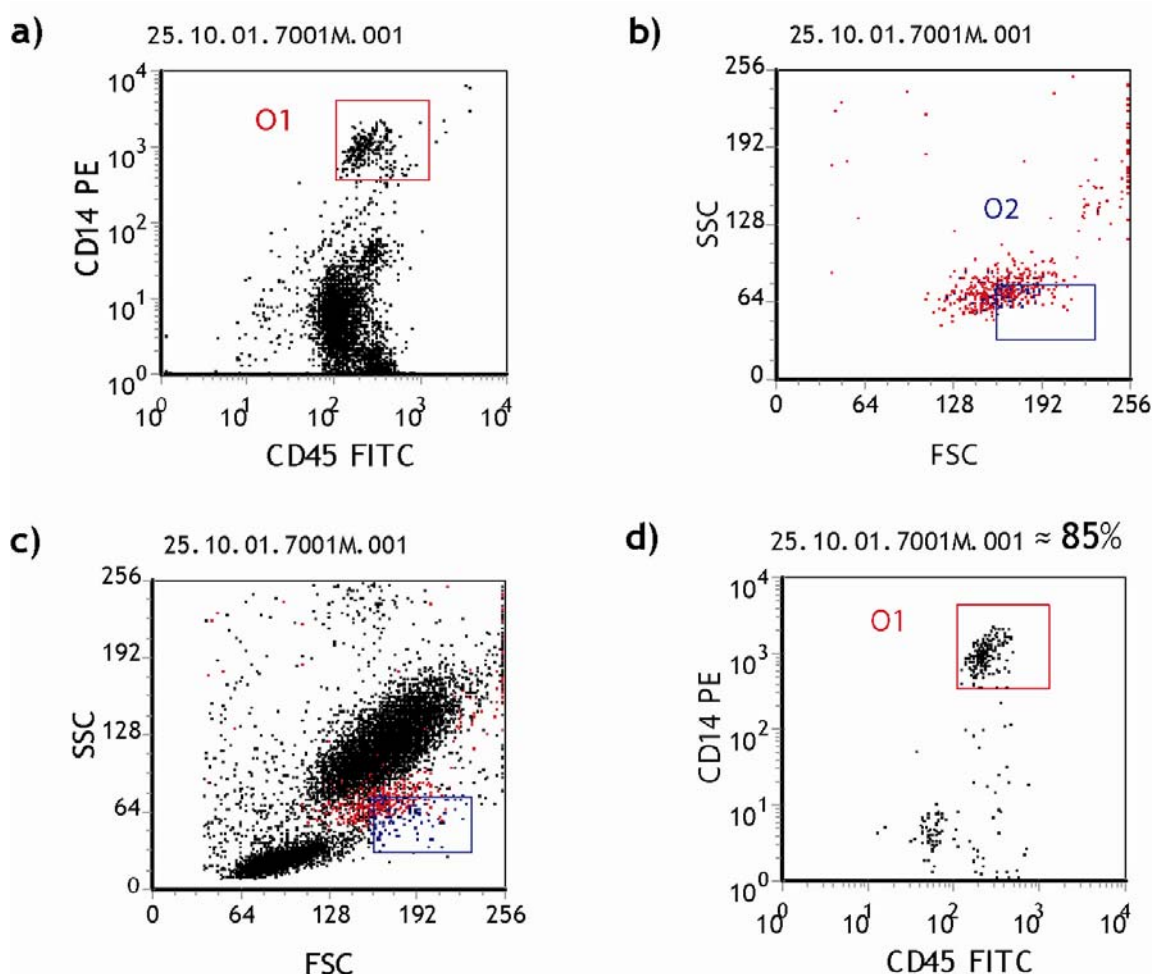 a)
25.10.01.7001M.001
10⁴
O1
10³
CD14 PE
10²
10¹
10⁰
10⁰ 10¹ 10² 10³ 10⁴
CD45 FITC
b)
25.10.01.7001M.001
256
192
O2
SSC
128
64
0
0 64 128 192 256
FSC
c)
25.10.01.7001M.001
256
192
SSC
128
64
0
0 64 128 192 256
FSC
d)
25.10.01.7001M.001 ≈ 85%
10⁴
O1
10³
CD14 PE
10²
10¹
10⁰
10⁰ 10¹ 10² 10³ 10⁴
CD45 FITC